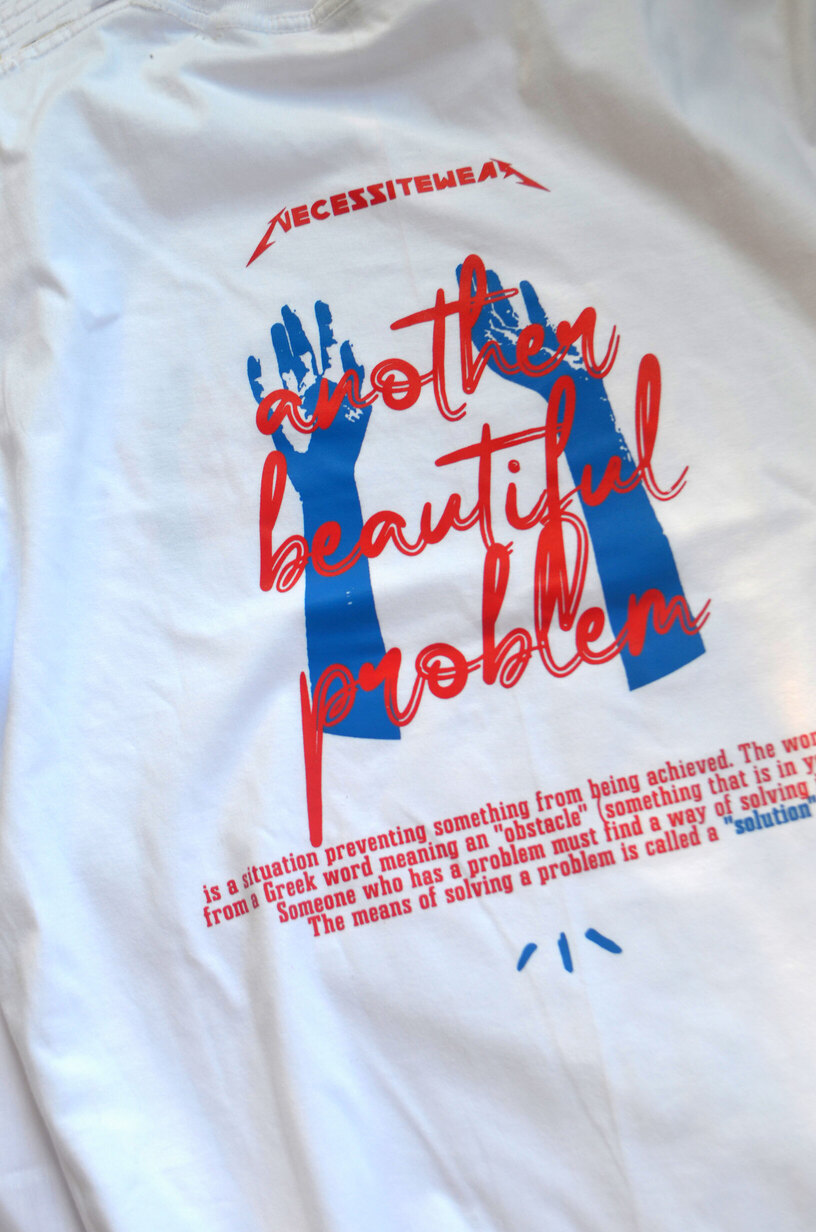 NECESSITEWEAR
another
beautiful
problem
is a situation preventing something from being achieved. The
from a Greek word meaning an "obstacle" (something that is in
Someone who has a problem must find a way of solving
The means of solving a problem is called a "solution"